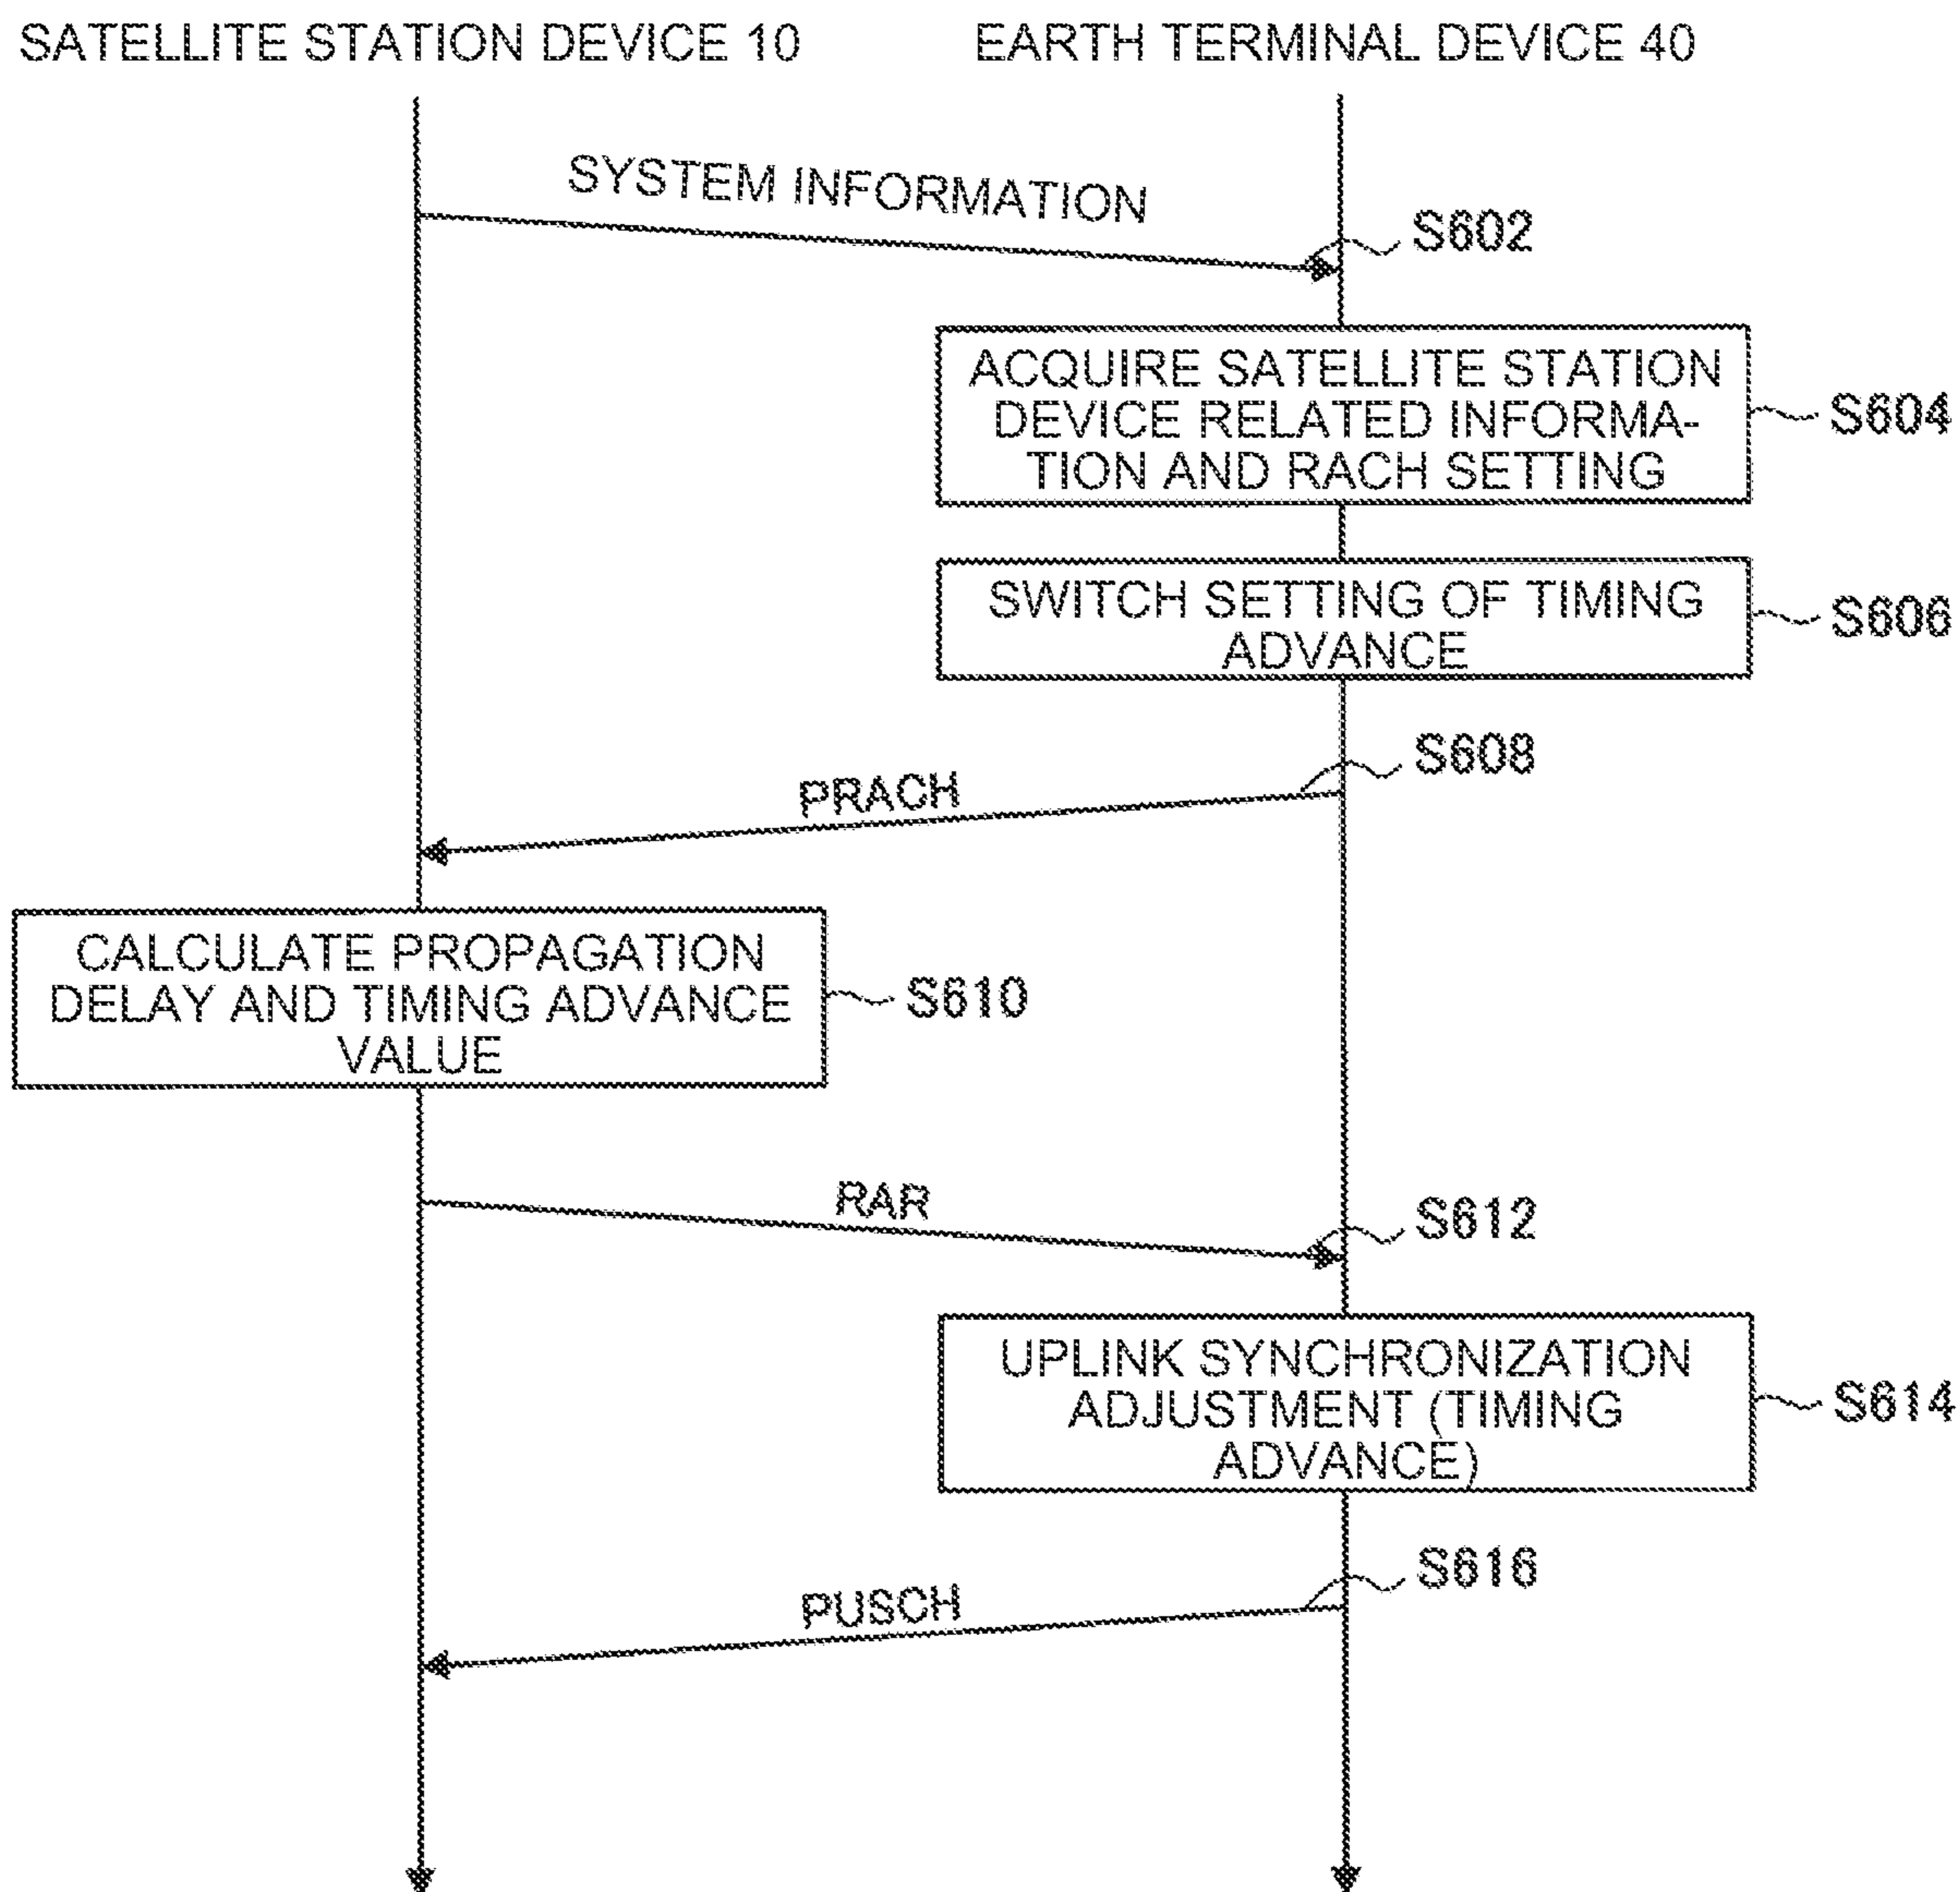 SATELLITE STATION DEVICE 10
EARTH TERMINAL DEVICE 40
SYSTEM INFORMATION
S602
ACQUIRE SATELLITE STATION
DEVICE RELATED INFORMA-
TION AND RACH SETTING
S604
SWITCH SETTING OF TIMING
ADVANCE
S606
S608
PRACH
CALCULATE PROPAGATION
DELAY AND TIMING ADVANCE
VALUE
S610
RAR
S612
UPLINK SYNCHRONIZATION
ADJUSTMENT (TIMING
ADVANCE)
S614
S616
PUSCH